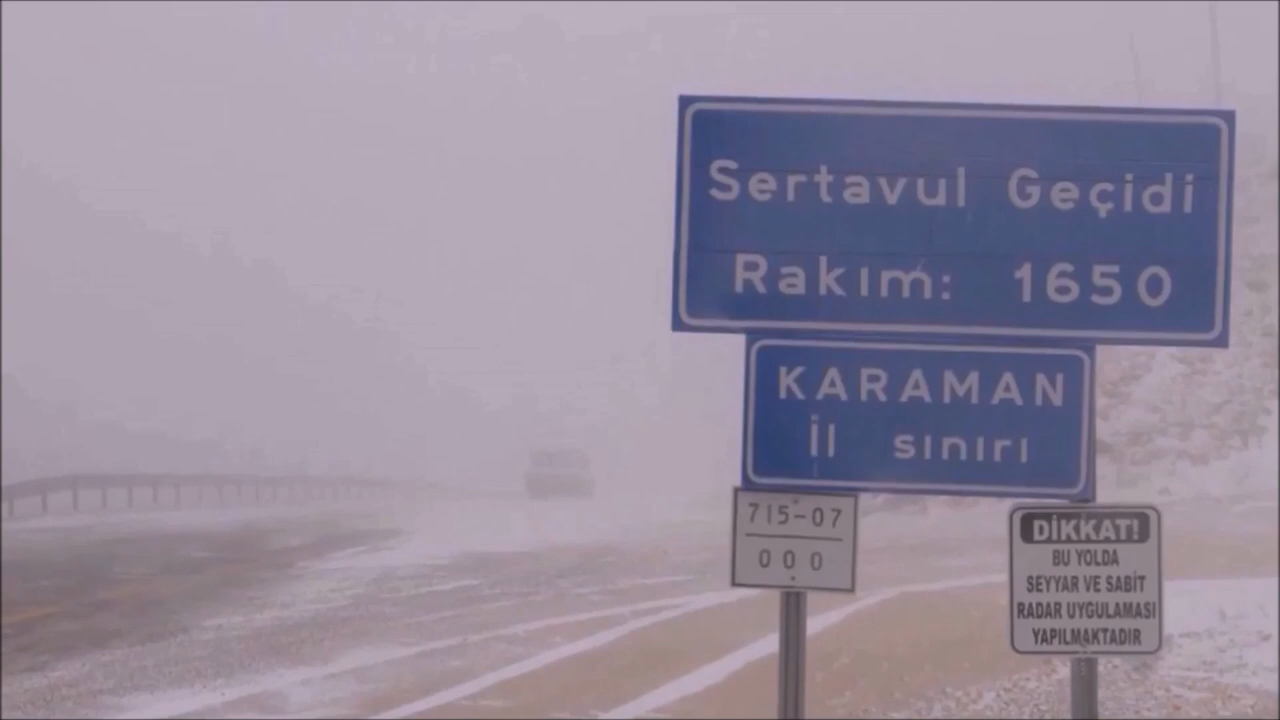 Sertavul Geçidi
Rakım: 1650
KARAMAN
İl sınırı
715-07
000
DİKKAT!
BU YOLDA
SEYYAR VE SABİT
RADAR UYGULAMASI
YAPILMAKTADIR